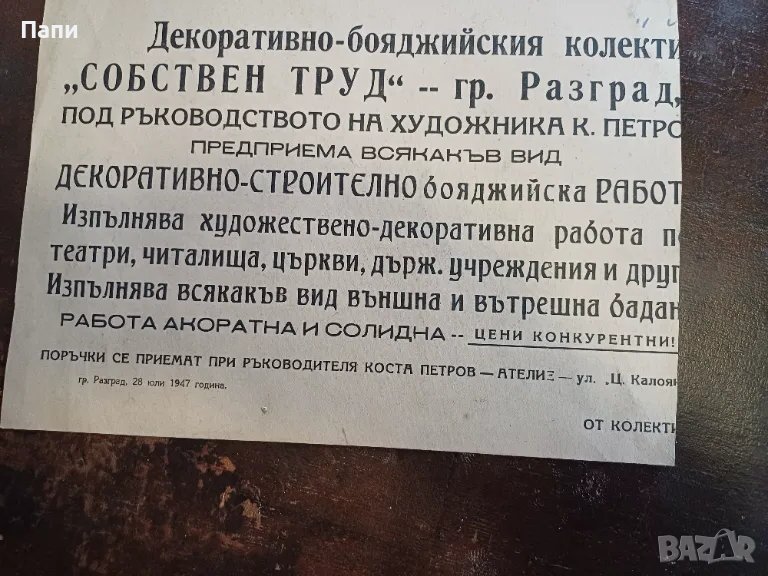 Папи
Декоративно-бояджийския колекти
„СОБСТВЕН ТРУД“ -- гр. Разград,
ПОД РЪКОВОДСТВОТО НА ХУДОЖНИКА К. ПЕТРО
ПРЕДПРИЕМА ВСЯКАКЪВ ВИД
ДЕКОРАТИВНО-СТРОИТЕЛНО бояджийска РАБОТ
Изпълнява художествено-декоративна работа п
театри, читалища, църкви, държ. учреждения и друг
Изпълнява всякакъв вид външна и вътрешна бадан
РАБОТА АКОРАТНА И СОЛИДНА -- ЦЕНИ КОНКУРЕНТНИ!
ПОРЪЧКИ СЕ ПРИЕМАТ ПРИ РЪКОВОДИТЕЛЯ КОСТА ПЕТРОВ — АТЕЛИЕ — ул. „Ц. Калоян
гр. Разград, 28 юли 1947 година.
ОТ КОЛЕКТИ
BAZAR